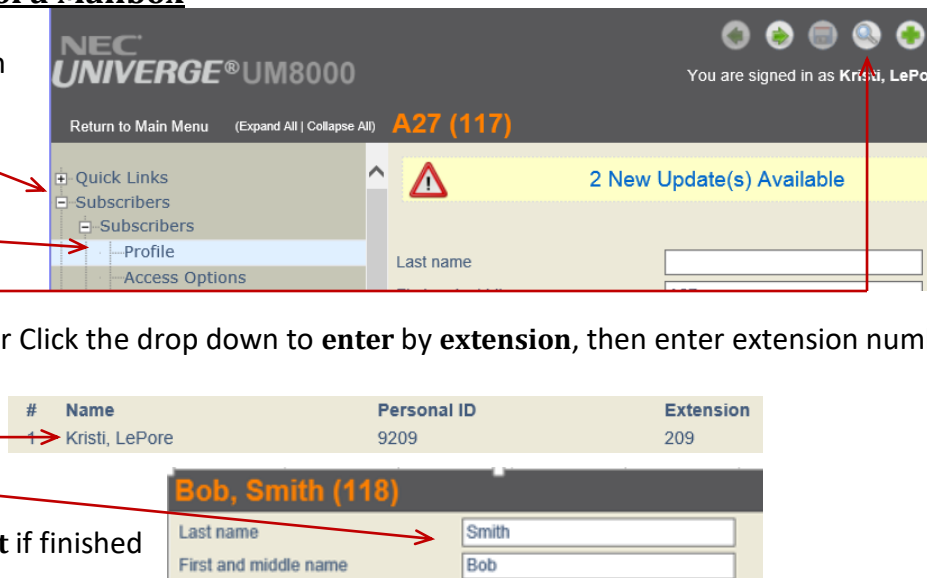 Mailbox
NEC
UNIVERGE®UM8000
You are signed in as Kristi, LePo
Return to Main Menu (Expand All | Collapse All) A27 (117)
Quick Links
2 New Update(s) Available
Subscribers
Subscribers
Profile
Last name
Access Options
r Click the drop down to enter by extension, then enter extension num
# Name Personal ID Extension
1 Kristi, LePore 9209 209
Bob, Smith (118)
Last name Smith
t if finished
First and middle name Bob